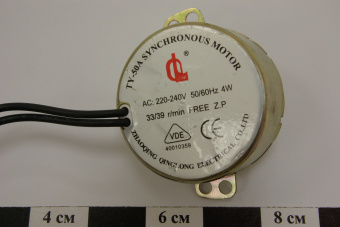 TY-50A SYNCHRONOUS MOTOR
®
AC: 220-240V 50/60Hz 4W
33/39 r/min FREE Z.P
VDE
40010359
CE
ZHAOQING QINGLONG ELECTRICAL CO.LTD
4 см 6 см 8 см